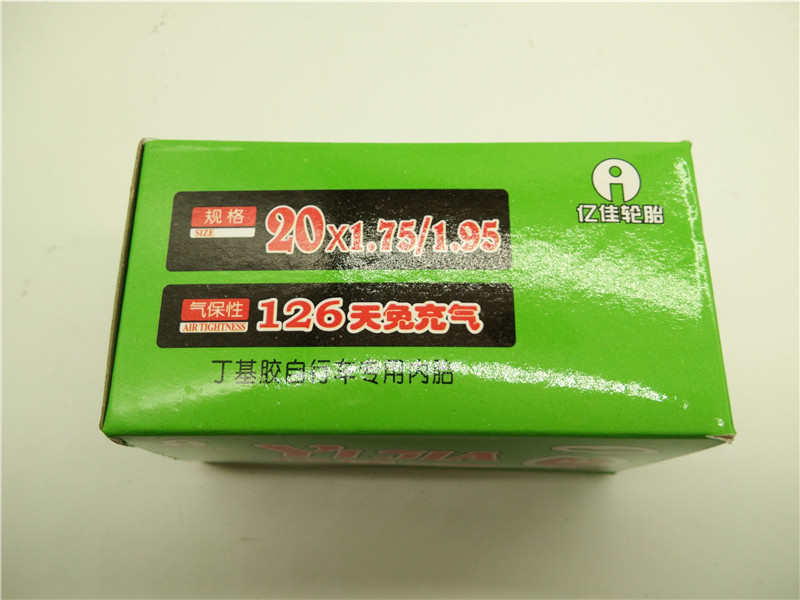 规格
SIZE
20x1.75/1.95
亿佳轮胎
气保性
AIR TIGHTNESS
126天免充气
丁基胶自行车专用内胎
YIJIA